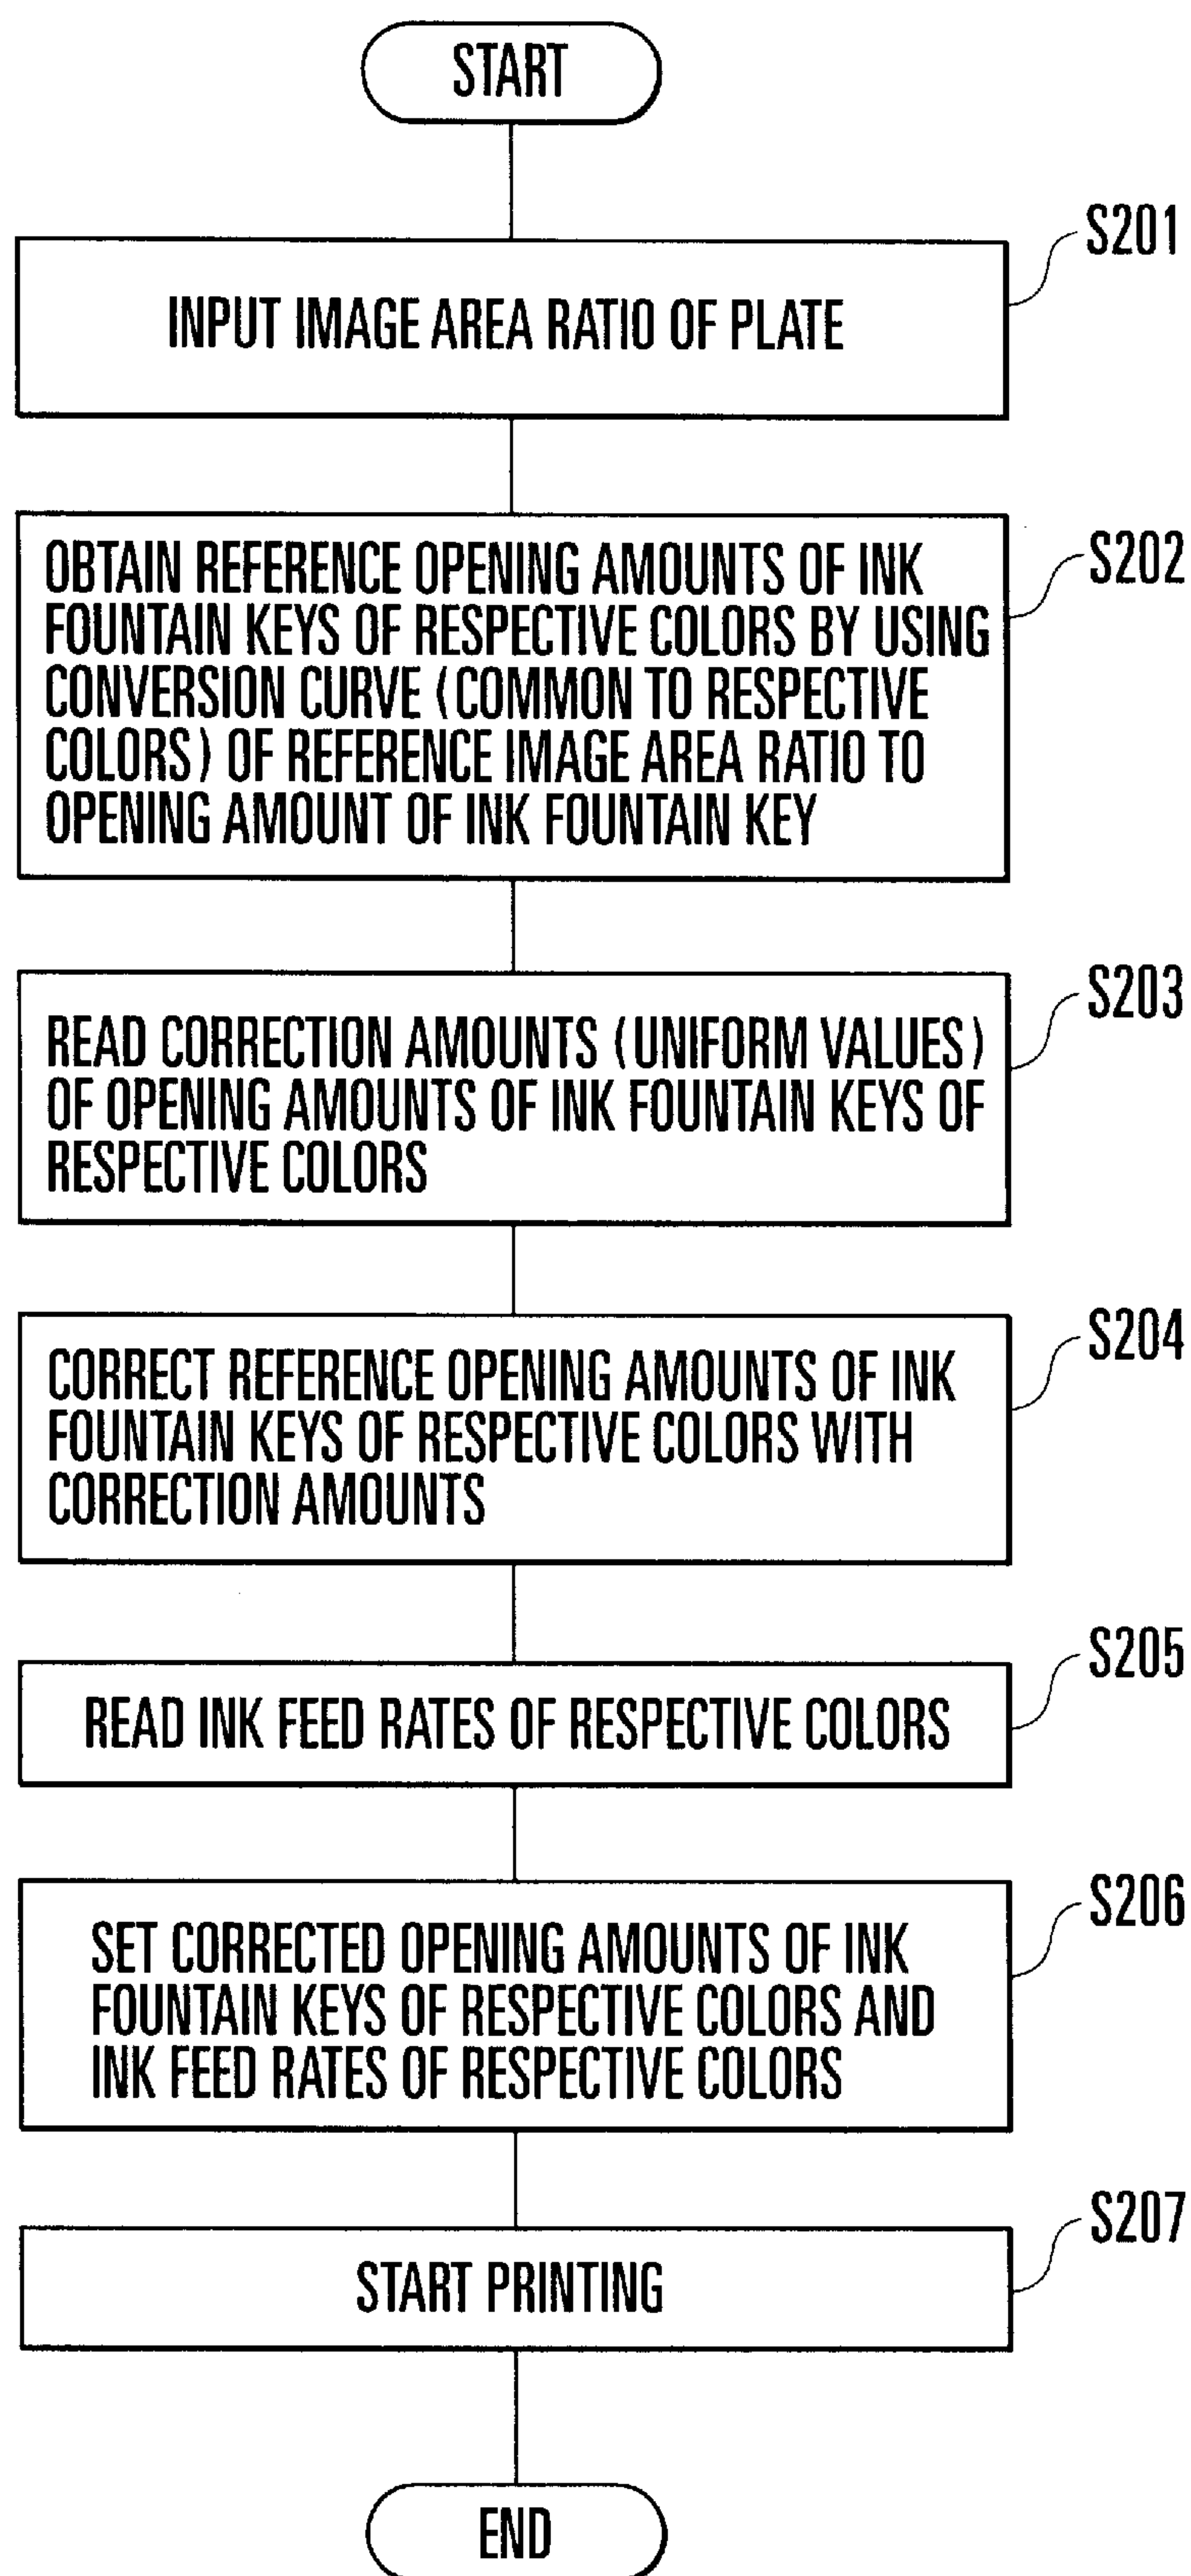 START
S201
INPUT IMAGE AREA RATIO OF PLATE
S202
OBTAIN REFERENCE OPENING AMOUNTS OF INK
FOUNTAIN KEYS OF RESPECTIVE COLORS BY USING
CONVERSION CURVE (COMMON TO RESPECTIVE
COLORS) OF REFERENCE IMAGE AREA RATIO TO
OPENING AMOUNT OF INK FOUNTAIN KEY
S203
READ CORRECTION AMOUNTS (UNIFORM VALUES)
OF OPENING AMOUNTS OF INK FOUNTAIN KEYS OF
RESPECTIVE COLORS
S204
CORRECT REFERENCE OPENING AMOUNTS OF INK
FOUNTAIN KEYS OF RESPECTIVE COLORS WITH
CORRECTION AMOUNTS
S205
READ INK FEED RATES OF RESPECTIVE COLORS
S206
SET CORRECTED OPENING AMOUNTS OF INK
FOUNTAIN KEYS OF RESPECTIVE COLORS AND
INK FEED RATES OF RESPECTIVE COLORS
S207
START PRINTING
END